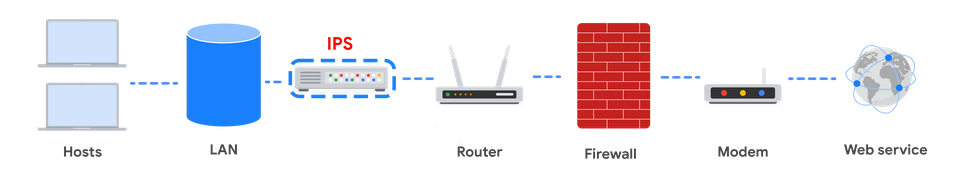 IPS
Hosts
LAN
Router
Firewall
Modem
Web service